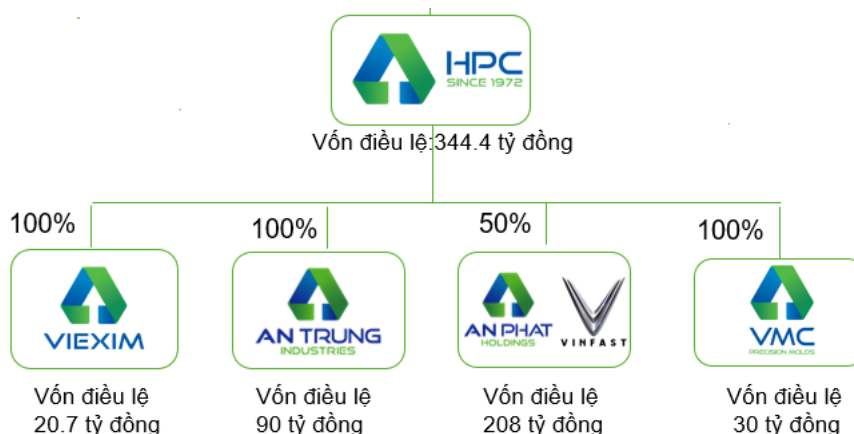 HPC
SINCE 1972
Vốn điều lệ:344.4 tỷ đồng
100%
100%
50%
100%
VIEXIM
AN TRUNG
INDUSTRIES
AN PHAT
HOLDINGS
VINFAST
VMC
PRECISION MOLDS
Vốn điều lệ
20.7 tỷ đồng
Vốn điều lệ
90 tỷ đồng
Vốn điều lệ
208 tỷ đồng
Vốn điều lệ
30 tỷ đồng